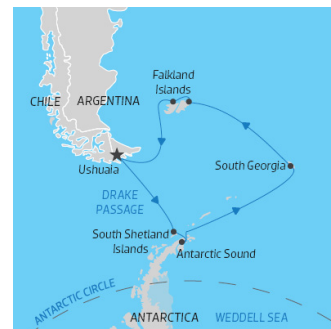 Falkland
Islands
CHILE
ARGENTINA
Ushuaia
South Georgia
DRAKE
PASSAGE
South Shetland
Islands
Antarctic Sound
ANTARCTIC CIRCLE
ANTARCTICA
WEDDELL SEA